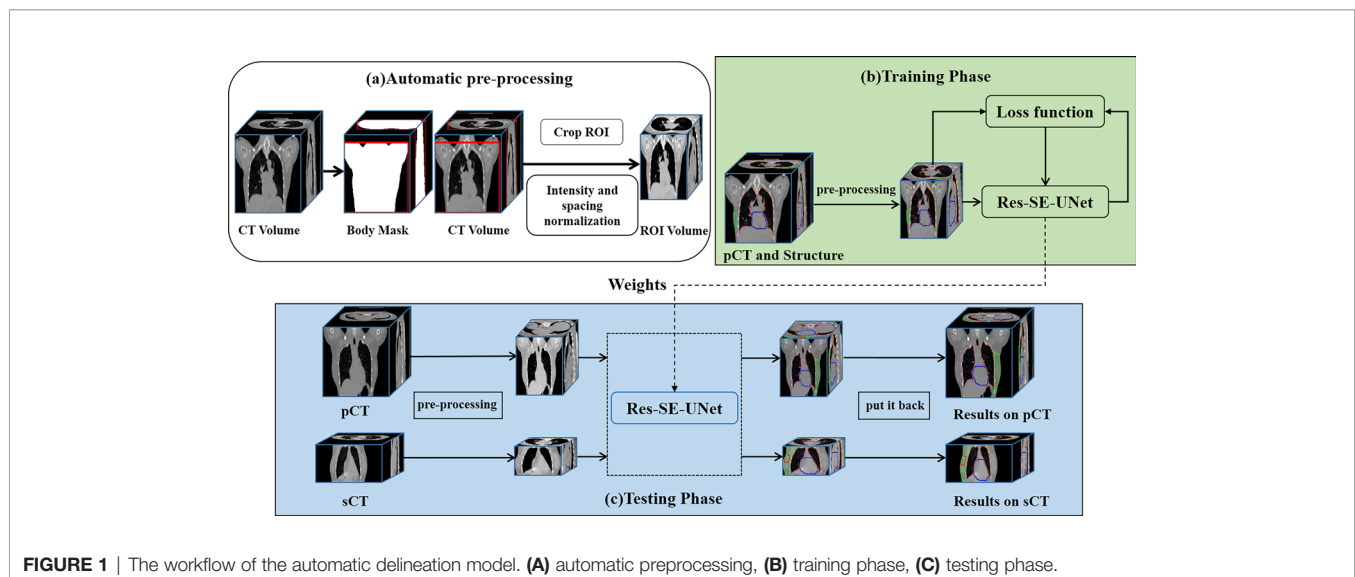 (a)Automatic pre-processing
Crop ROI
Intensity and
spacing
normalization
CT Volume
Body Mask
CT Volume
ROI Volume
(b)Training Phase
Loss function
pre-processing
Res-SE-UNet
pCT and Structure
Weights
pCT
pre-processing
Res-SE-UNet
put it back
Results on pCT
sCT
(c)Testing Phase
Results on sCT
FIGURE 1 | The workflow of the automatic delineation model. (A) automatic preprocessing, (B) training phase, (C) testing phase.